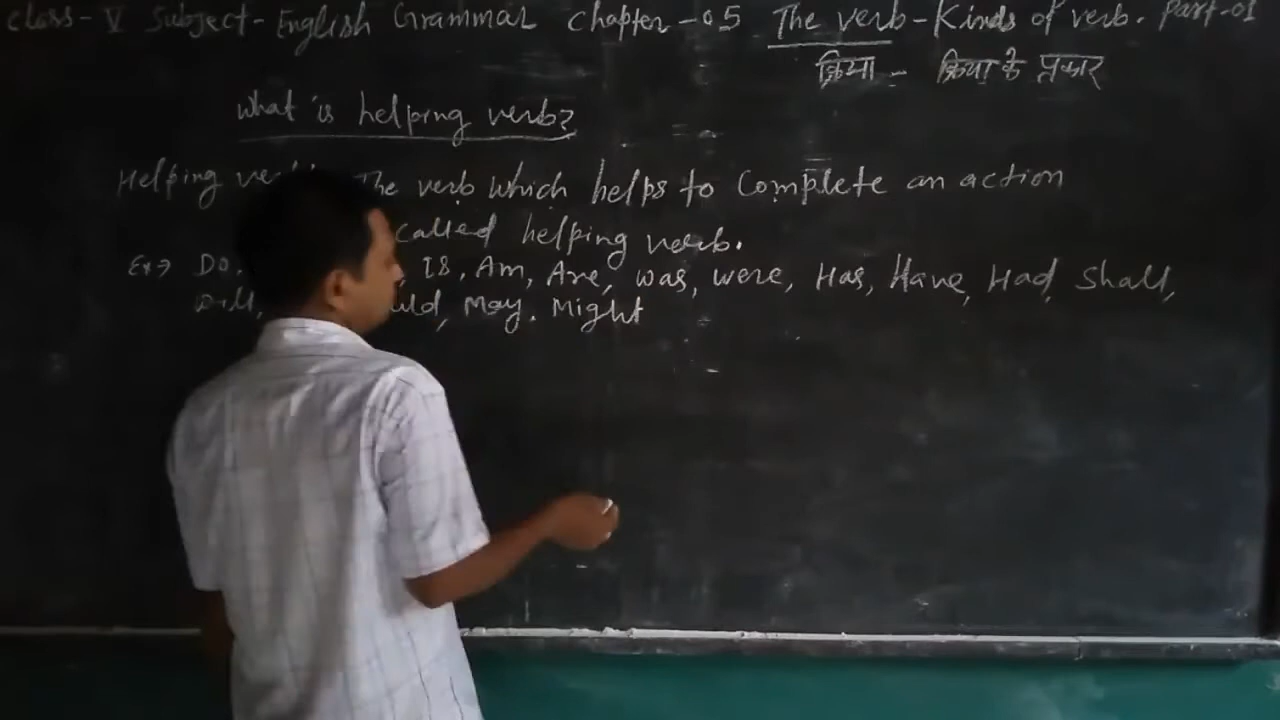 Class-V Subject-English Grammar Chapter-05 The verb-Kinds of verb. Part-01
क्रिया - क्रिया के प्रकार
What is helping verb?
Helping The verb which helps to Complete an action
called helping verb.
Ex→ Do, Is, Am, Are, was, were, Has, Have, Had, Shall,
Will, May, Might